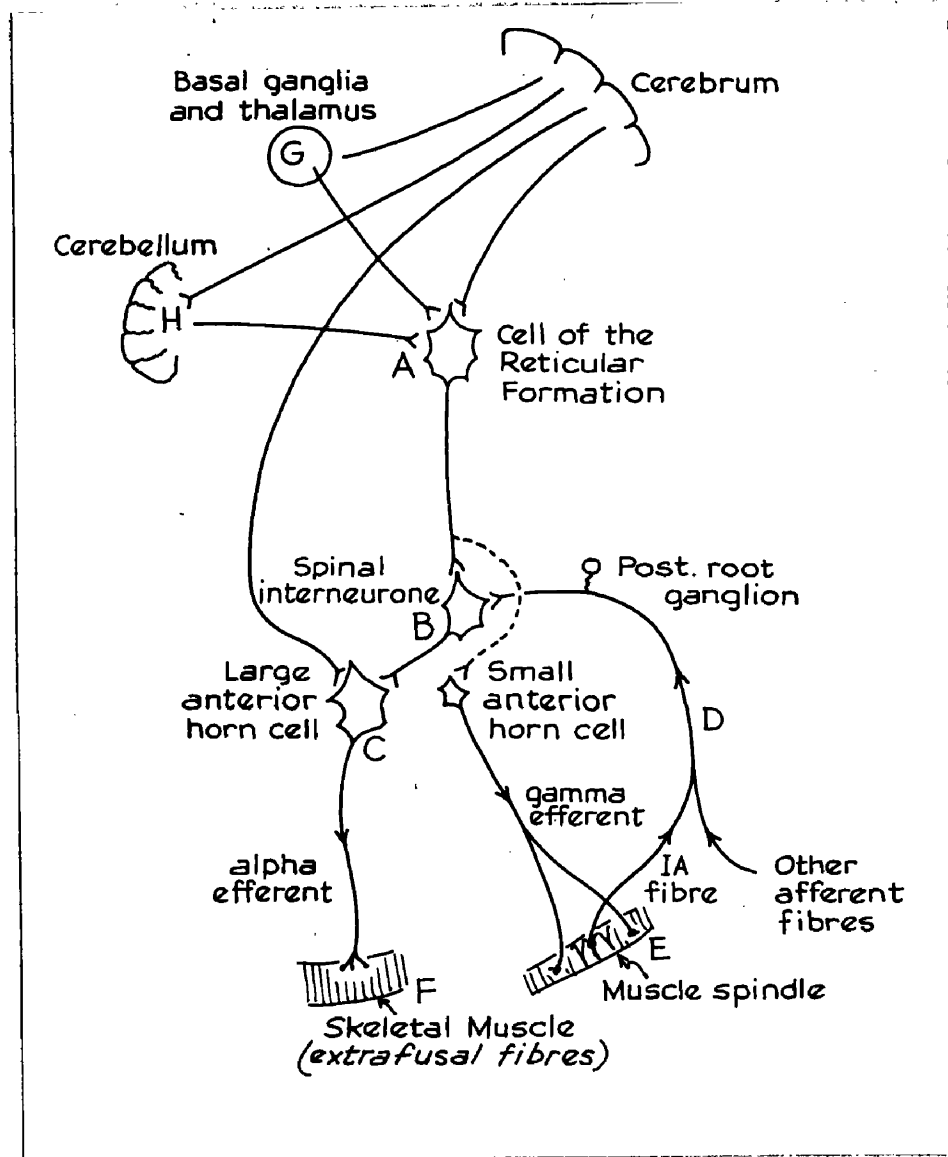 Basal ganglia
and thalamus
Cerebrum
G
Cerebellum
H
A
Cell of the
Reticular
Formation
Spinal
interneurone
B
Post. root
ganglion
Large
anterior
horn cell
C
Small
anterior
horn cell
D
gamma
efferent
alpha
efferent
IA
fibre
Other
afferent
fibres
E
F
Muscle spindle
Skeletal Muscle
(extrafusal fibres)